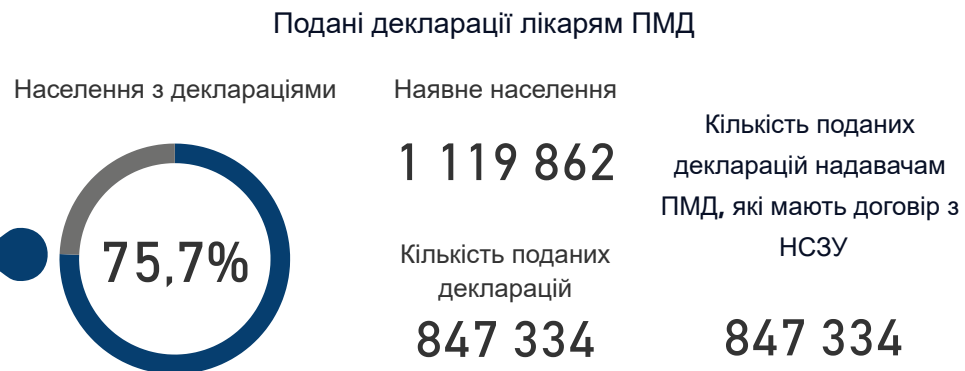 Подані декларації лікарям ПМД
Населення з деклараціями
75,7%
Наявне населення
1 119 862
Кількість поданих
декларацій
847 334
Кількість поданих
декларацій надавачам
ПМД, які мають договір з
НСЗУ
847 334